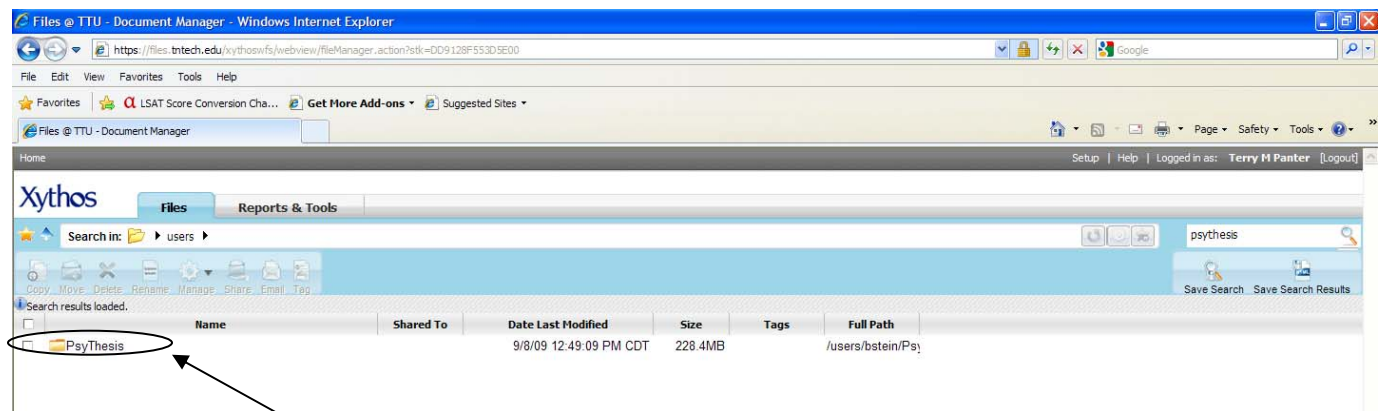 Files @ TTU - Document Manager - Windows Internet Explorer
https://files.tntech.edu/xythoswfs/webview/fileManager.action?stk=DD9128F553D5E00
Google
File Edit View Favorites Tools Help
Favorites LSAT Score Conversion Cha... Get More Add-ons Suggested Sites
Files @ TTU - Document Manager
Page Safety Tools »
Home Setup | Help | Logged in as: Terry M Panter [Logout]
Xythos Files Reports & Tools
Search in: users psythesis
Copy Move Delete Rename Manage Share Email Tag Save Search Save Search Results
Search results loaded.
Name Shared To Date Last Modified Size Tags Full Path
PsyThesis 9/8/09 12:49:09 PM CDT 228.4MB /users/bstein/Psy